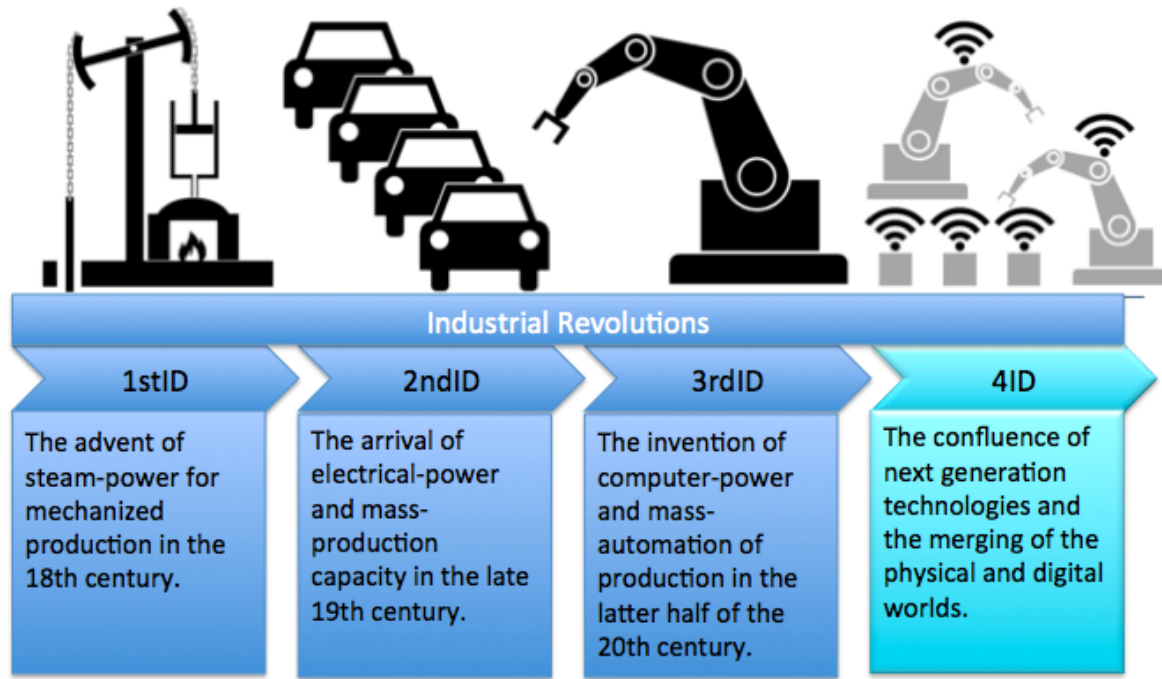 Industrial Revolutions
1stID
The advent of
steam-power for
mechanized
production in the
18th century.
2ndID
The arrival of
electrical-power
and mass-
production
capacity in the late
19th century.
3rdID
The invention of
computer-power
and mass-
automation of
production in the
latter half of the
20th century.
4ID
The confluence of
next generation
technologies and
the merging of the
physical and digital
worlds.